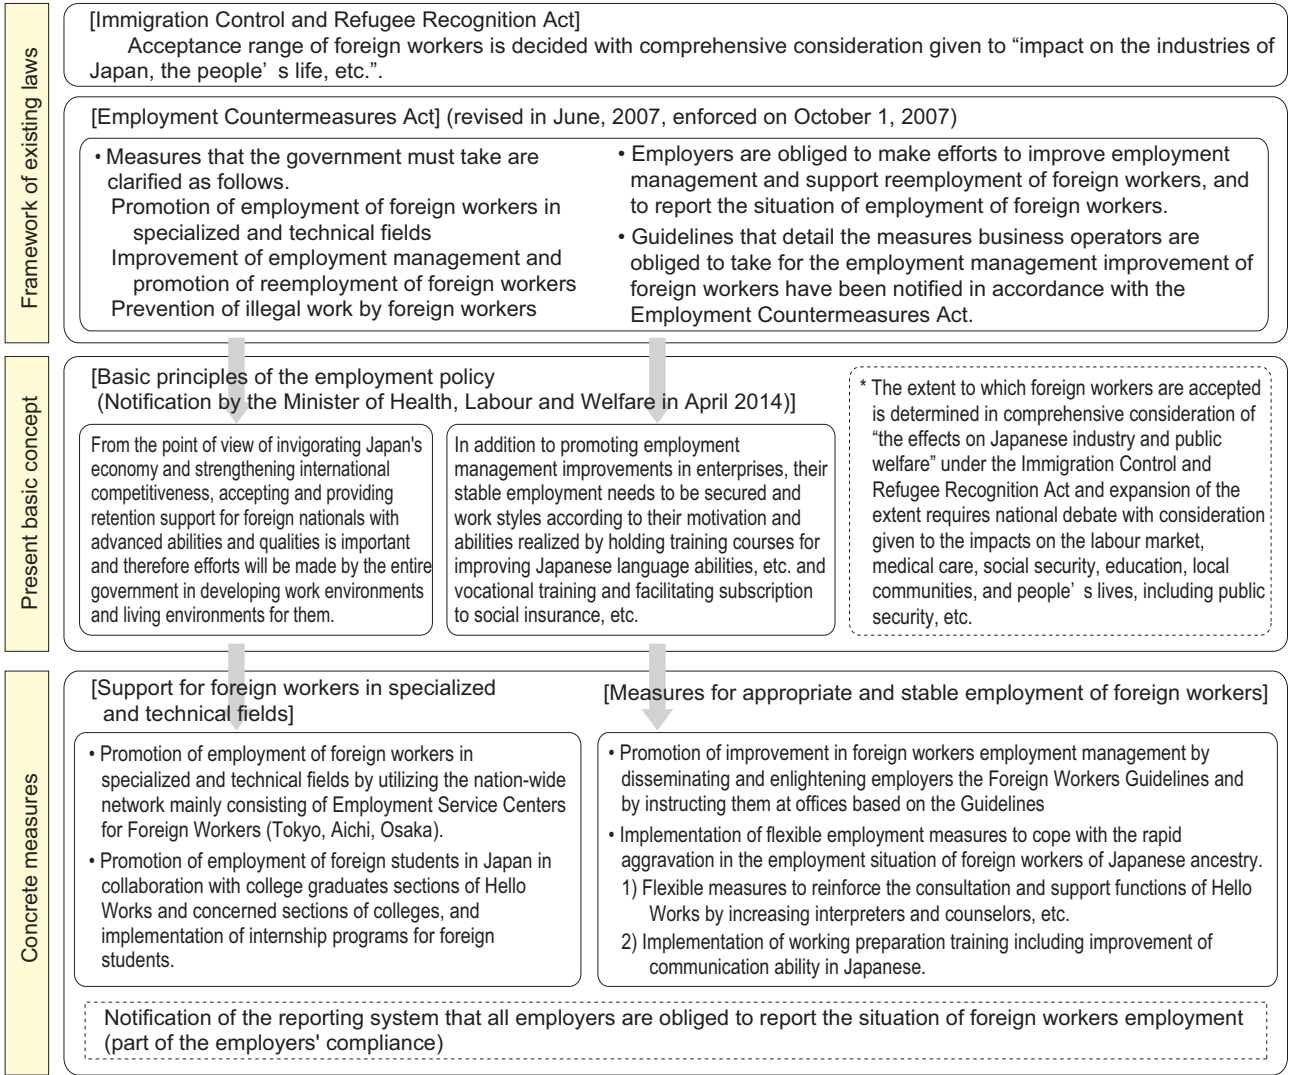 Framework of existing laws
[Immigration Control and Refugee Recognition Act]
Acceptance range of foreign workers is decided with comprehensive consideration given to “impact on the industries of
Japan, the people’ s life, etc.”.
[Employment Countermeasures Act] (revised in June, 2007, enforced on October 1, 2007)
• Measures that the government must take are
clarified as follows.
Promotion of employment of foreign workers in
specialized and technical fields
Improvement of employment management and
promotion of reemployment of foreign workers
Prevention of illegal work by foreign workers
• Employers are obliged to make efforts to improve employment
management and support reemployment of foreign workers, and
to report the situation of employment of foreign workers.
• Guidelines that detail the measures business operators are
obliged to take for the employment management improvement of
foreign workers have been notified in accordance with the
Employment Countermeasures Act.
Present basic concept
[Basic principles of the employment policy
(Notification by the Minister of Health, Labour and Welfare in April 2014)]
From the point of view of invigorating Japan's
economy and strengthening international
competitiveness, accepting and providing
retention support for foreign nationals with
advanced abilities and qualities is important
and therefore efforts will be made by the entire
government in developing work environments
and living environments for them.
In addition to promoting employment
management improvements in enterprises, their
stable employment needs to be secured and
work styles according to their motivation and
abilities realized by holding training courses for
improving Japanese language abilities, etc. and
vocational training and facilitating subscription
to social insurance, etc.
* The extent to which foreign workers are accepted
is determined in comprehensive consideration of
“the effects on Japanese industry and public
welfare” under the Immigration Control and
Refugee Recognition Act and expansion of the
extent requires national debate with consideration
given to the impacts on the labour market,
medical care, social security, education, local
communities, and people’ s lives, including public
security, etc.
Concrete measures
[Support for foreign workers in specialized
and technical fields]
• Promotion of employment of foreign workers in
specialized and technical fields by utilizing the nation-wide
network mainly consisting of Employment Service Centers
for Foreign Workers (Tokyo, Aichi, Osaka).
• Promotion of employment of foreign students in Japan in
collaboration with college graduates sections of Hello
Works and concerned sections of colleges, and
implementation of internship programs for foreign
students.
[Measures for appropriate and stable employment of foreign workers]
• Promotion of improvement in foreign workers employment management by
disseminating and enlightening employers the Foreign Workers Guidelines and
by instructing them at offices based on the Guidelines
• Implementation of flexible employment measures to cope with the rapid
aggravation in the employment situation of foreign workers of Japanese ancestry.
1) Flexible measures to reinforce the consultation and support functions of Hello
Works by increasing interpreters and counselors, etc.
2) Implementation of working preparation training including improvement of
communication ability in Japanese.
Notification of the reporting system that all employers are obliged to report the situation of foreign workers employment
(part of the employers' compliance)